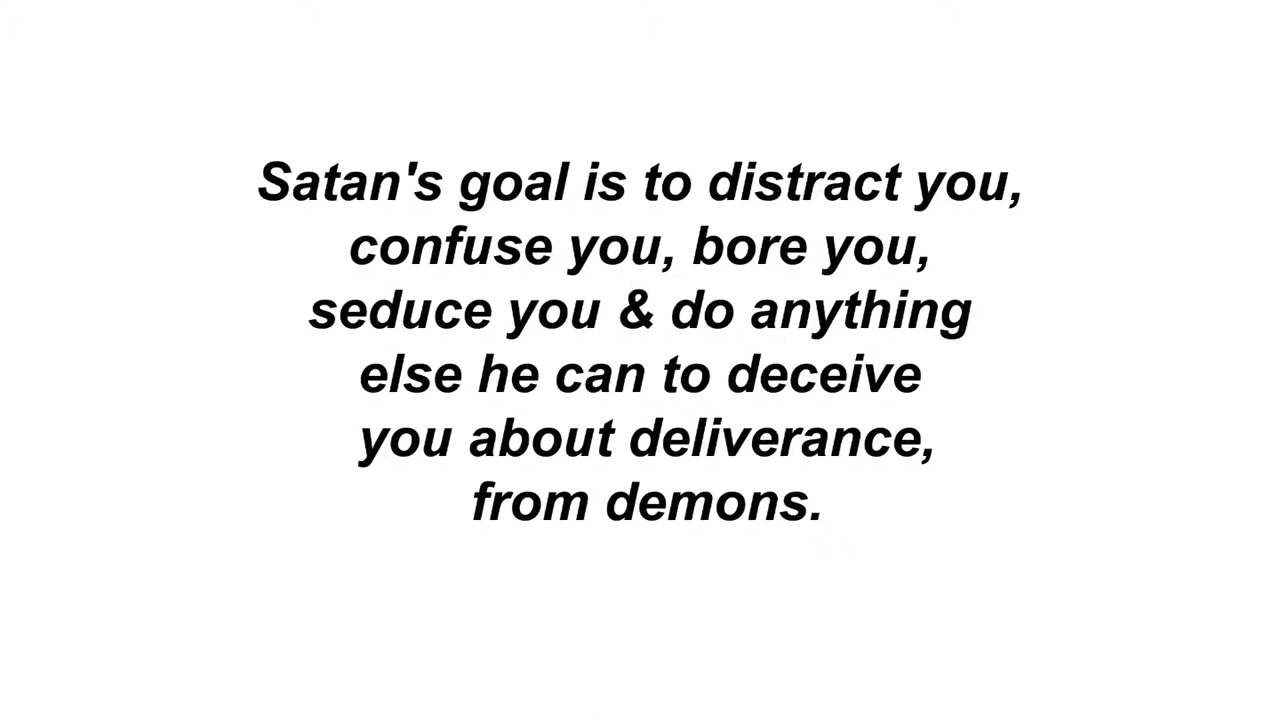 Satan's goal is to distract you,
confuse you, bore you,
seduce you & do anything
else he can to deceive
you about deliverance,
from demons.